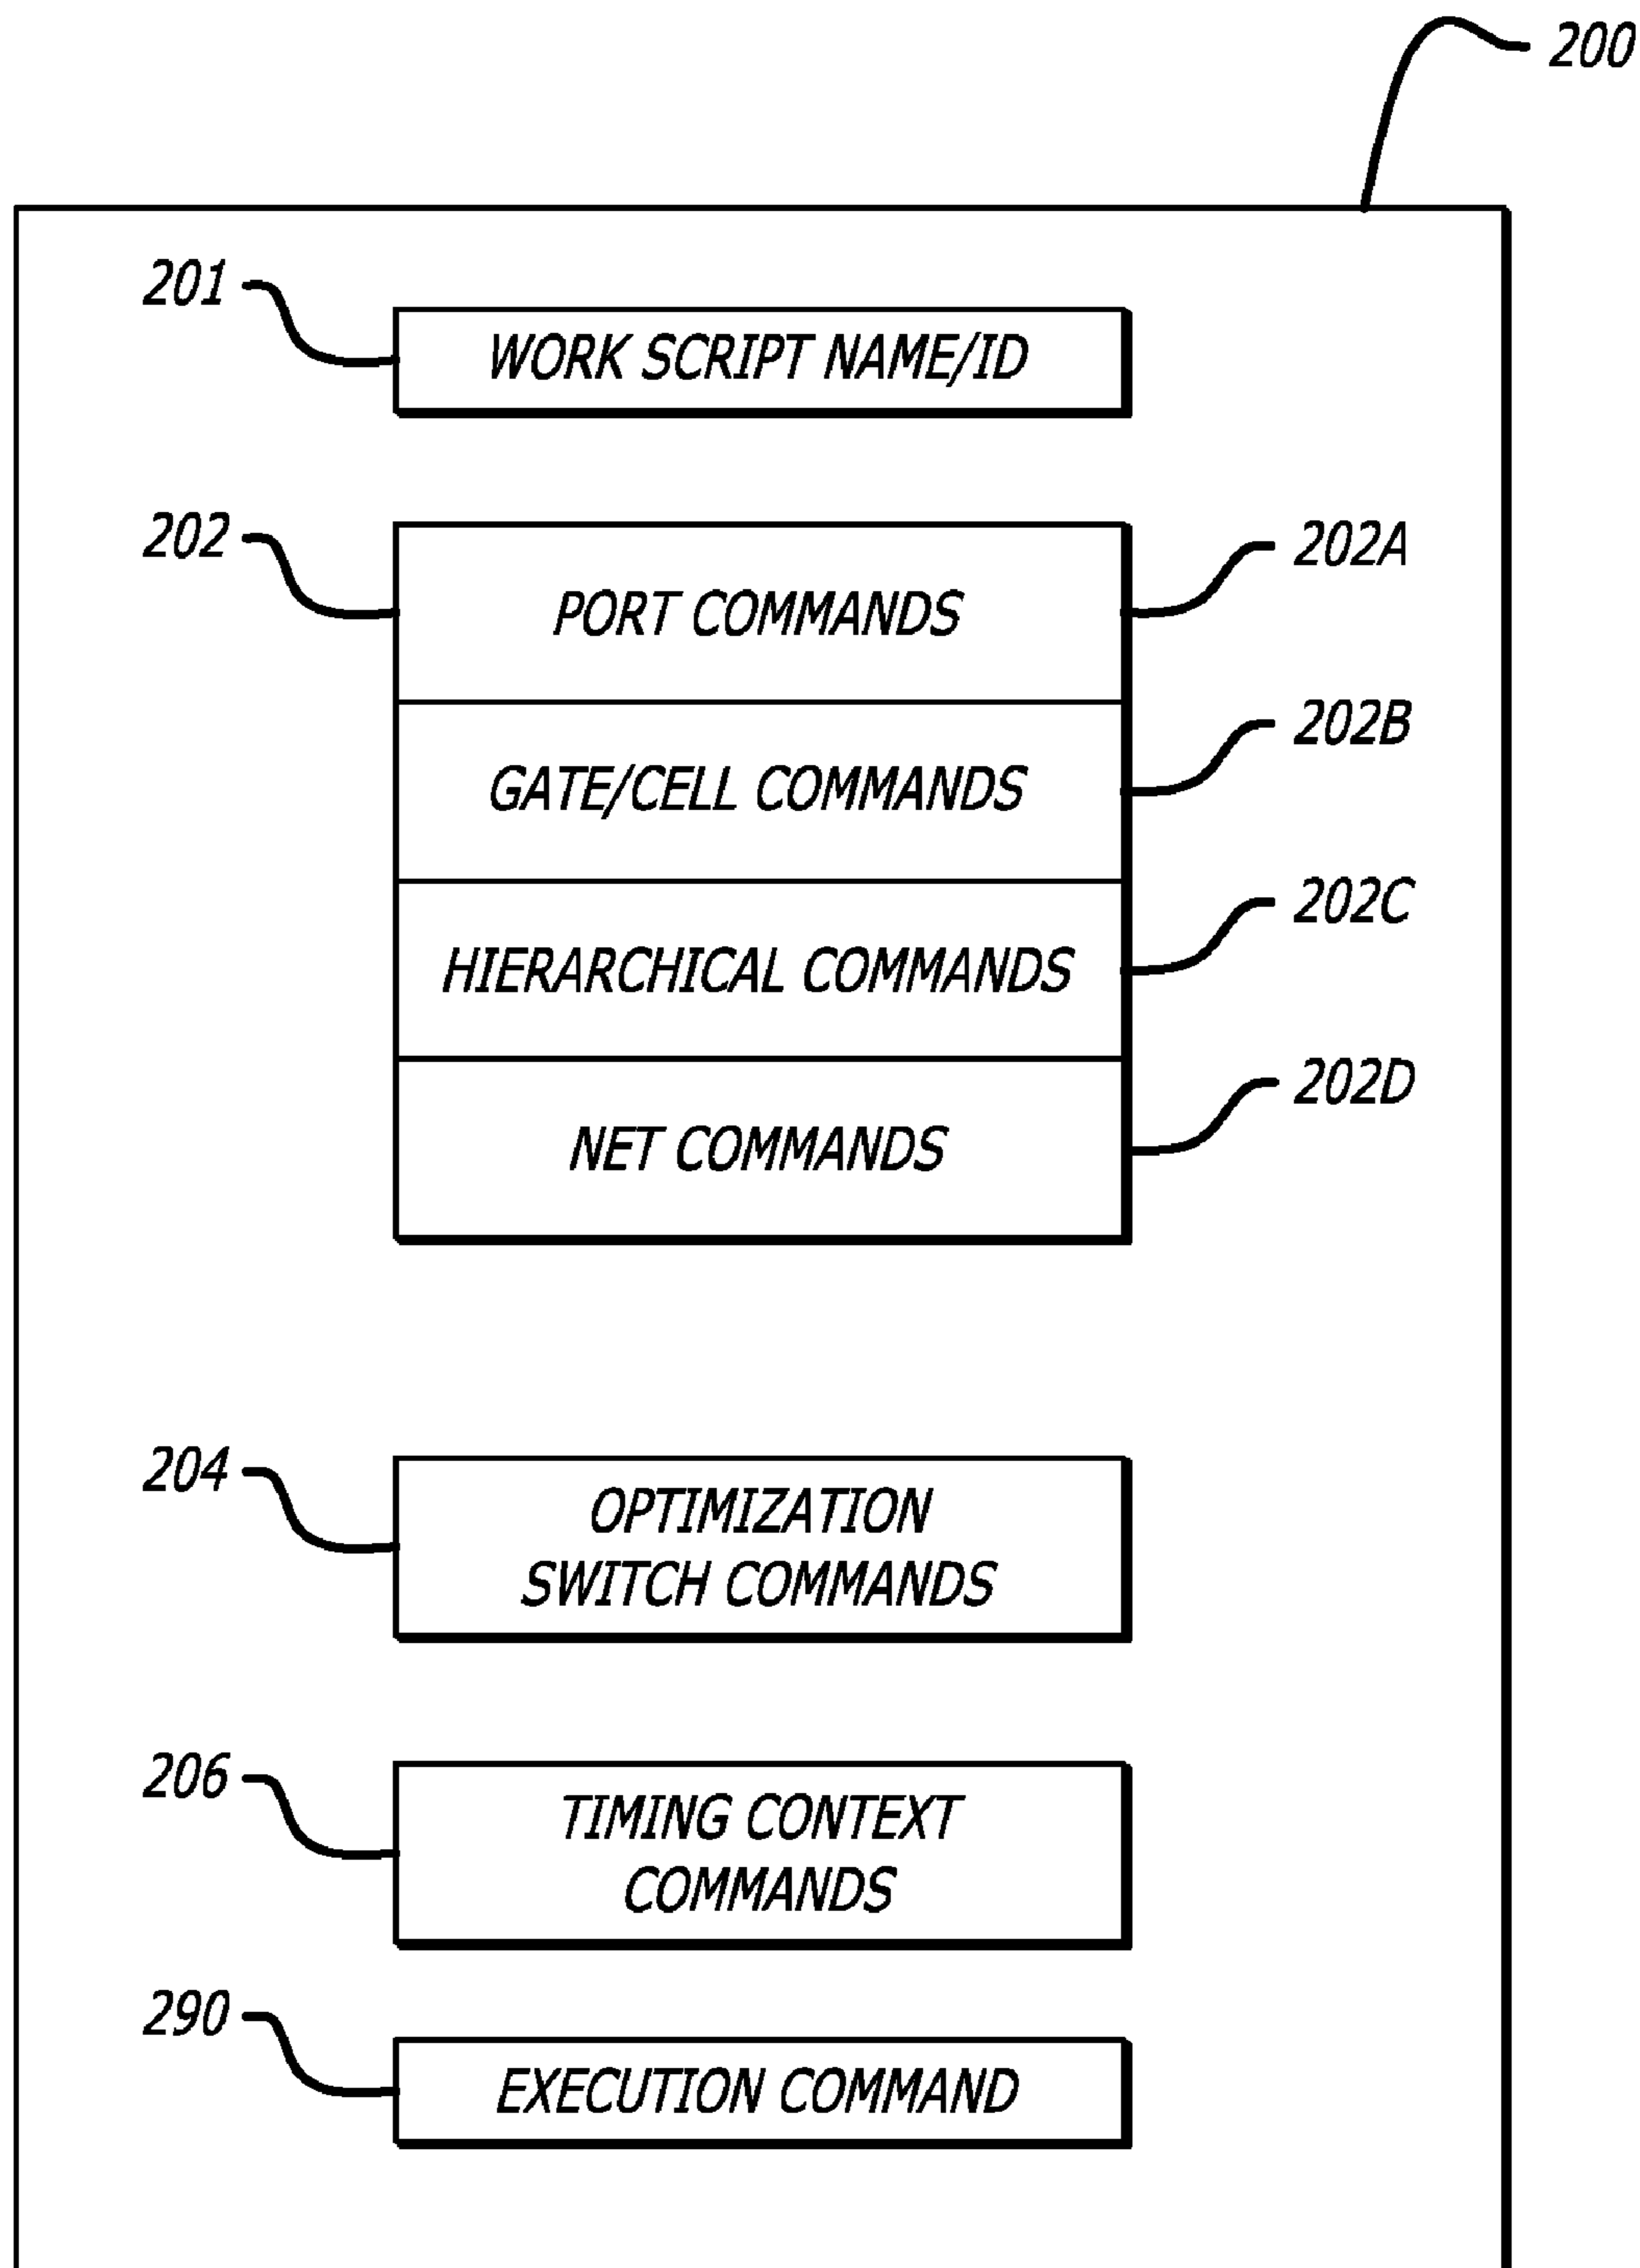 200
201
WORK SCRIPT NAME/ID
202
202A
PORT COMMANDS
202B
GATE/CELL COMMANDS
202C
HIERARCHICAL COMMANDS
202D
NET COMMANDS
204
OPTIMIZATION
SWITCH COMMANDS
206
TIMING CONTEXT
COMMANDS
290
EXECUTION COMMAND